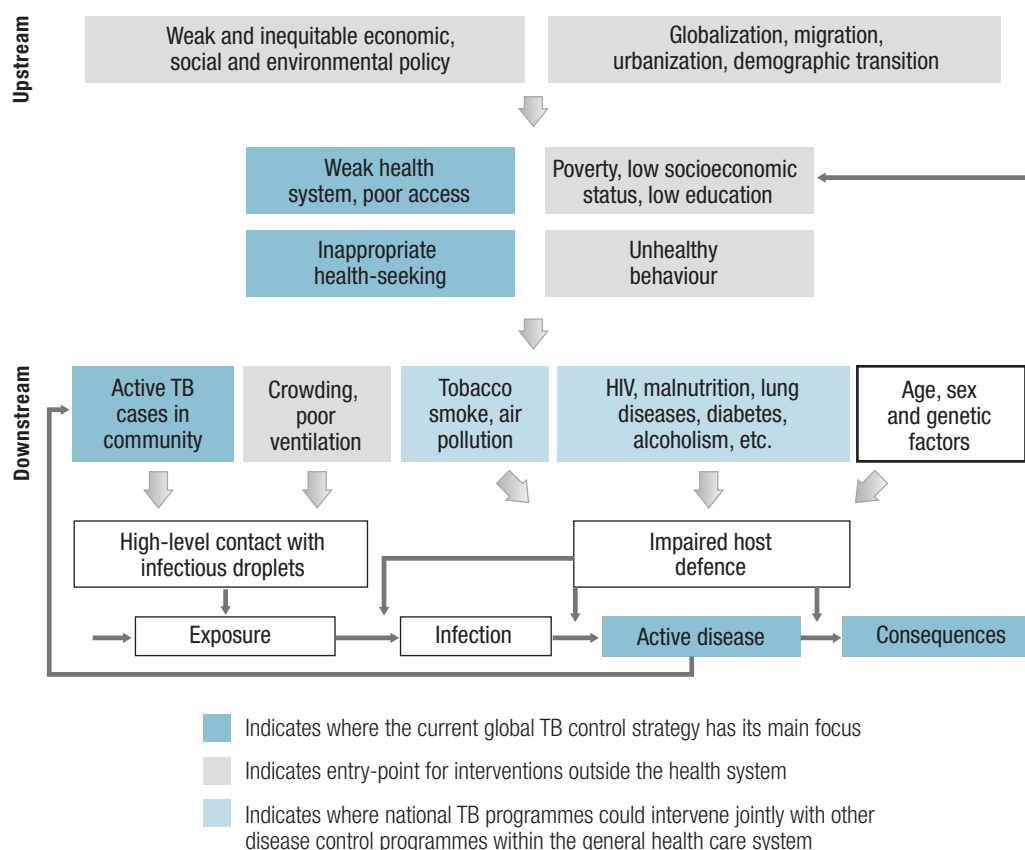 Upstream
Weak and inequitable economic,
social and environmental policy
Globalization, migration,
urbanization, demographic transition
Weak health
system, poor access
Poverty, low socioeconomic
status, low education
Inappropriate
health-seeking
Unhealthy
behaviour
Downstream
Active TB
cases in
community
Crowding,
poor
ventilation
Tobacco
smoke, air
pollution
HIV, malnutrition, lung
diseases, diabetes,
alcoholism, etc.
Age, sex
and genetic
factors
High-level contact with
infectious droplets
Impaired host
defence
Exposure
Infection
Active disease
Consequences
Indicates where the current global TB control strategy has its main focus
Indicates entry-point for interventions outside the health system
Indicates where national TB programmes could intervene jointly with other
disease control programmes within the general health care system